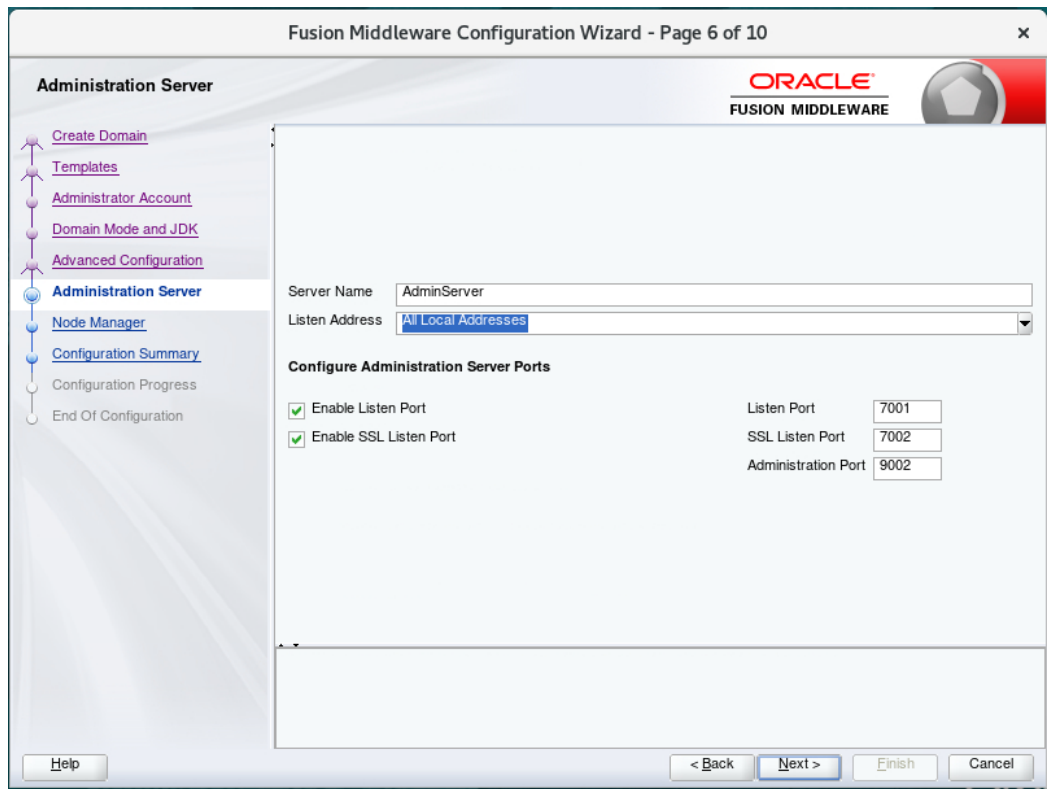 Fusion Middleware Configuration Wizard - Page 6 of 10
Administration Server
ORACLE
FUSION MIDDLEWARE
Create Domain
Templates
Administrator Account
Domain Mode and JDK
Advanced Configuration
Administration Server
Node Manager
Configuration Summary
Configuration Progress
End Of Configuration
Server Name AdminServer
Listen Address All Local Addresses
Configure Administration Server Ports
Enable Listen Port Listen Port 7001
Enable SSL Listen Port SSL Listen Port 7002
Administration Port 9002
Help < Back Next > Finish Cancel